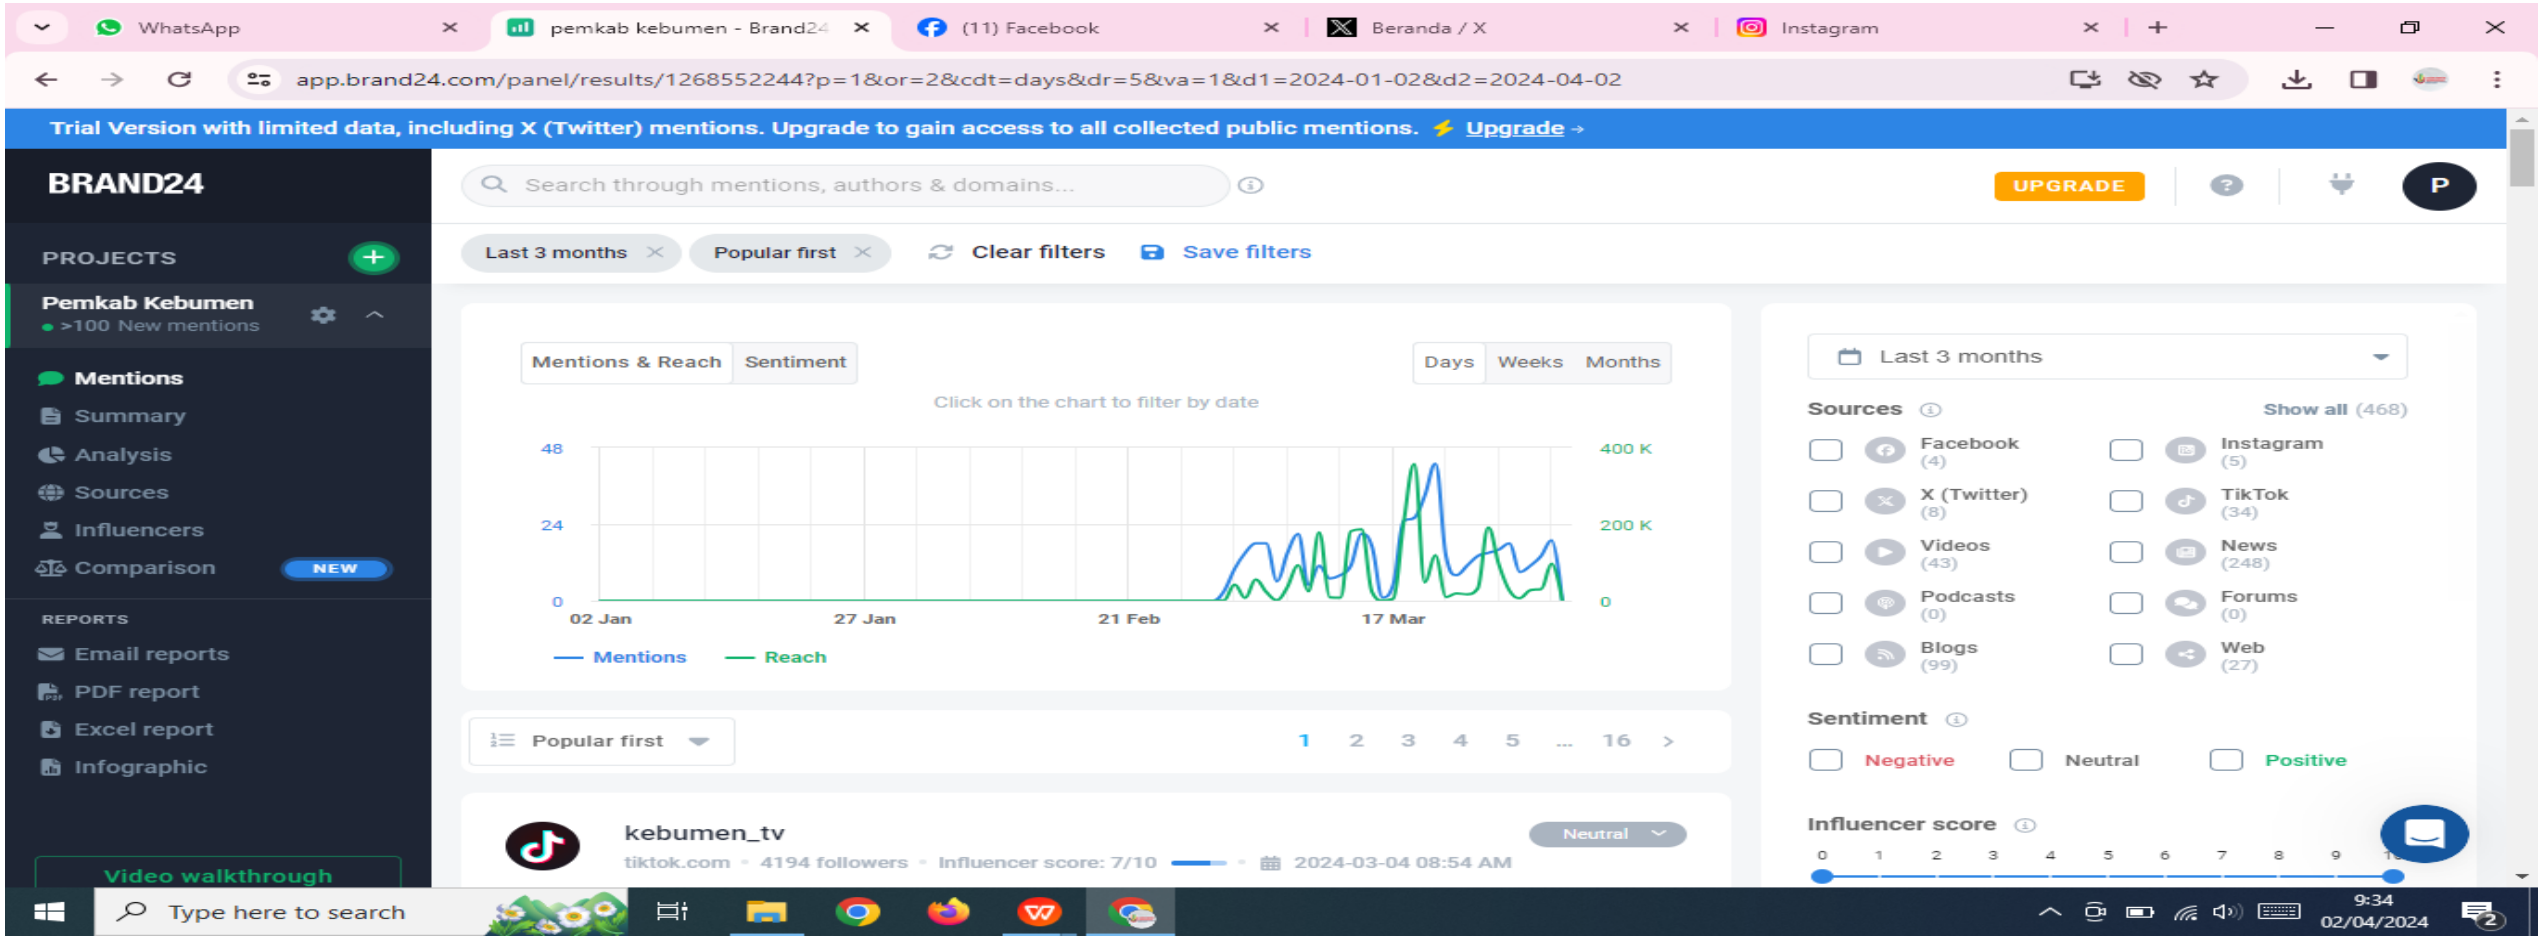 WhatsApp
pemkab kebumen - Brand24
(11) Facebook
Beranda / X
Instagram
app.brand24.com/panel/results/1268552244?p=1&or=2&cdt=days&dr=5&va=1&d1=2024-01-02&d2=2024-04-02
Trial Version with limited data, including X (Twitter) mentions. Upgrade to gain access to all collected public mentions. ⚡ Upgrade →
BRAND24
Search through mentions, authors & domains...
UPGRADE
?
P
PROJECTS
Last 3 months
Popular first
Clear filters
Save filters
Pemkab Kebumen
>100 New mentions
Mentions
Summary
Analysis
Sources
Influencers
Comparison NEW
REPORTS
Email reports
PDF report
Excel report
Infographic
Video walkthrough
Mentions & Reach Sentiment
Days Weeks Months
Click on the chart to filter by date
48 400 K
24 200 K
0 0
02 Jan 27 Jan 21 Feb 17 Mar
Mentions Reach
Popular first
1 2 3 4 5 ... 16 >
kebumen_tv
Neutral
tiktok.com • 4194 followers • Influencer score: 7/10 • 2024-03-04 08:54 AM
Last 3 months
Sources Show all (468)
Facebook (4)
Instagram (5)
X (Twitter) (8)
TikTok (34)
Videos (43)
News (248)
Podcasts (0)
Forums (0)
Blogs (99)
Web (27)
Sentiment
Negative Neutral Positive
Influencer score
0 1 2 3 4 5 6 7 8 9
Type here to search
9:34
02/04/2024
2